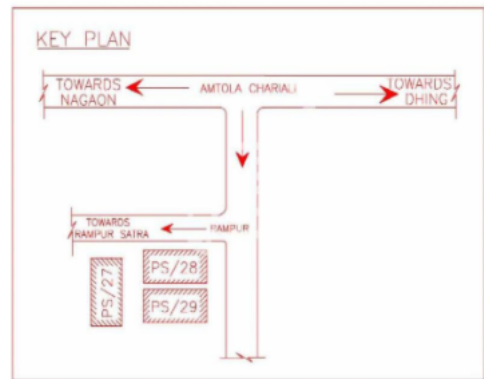 KEY PLAN
TOWARDS
NAGAON
AMTOLA CHARIALI
TOWARDS
DHING
TOWARDS
RAMPUR SATRA
RAMPUR
PS/27
PS/28
PS/29